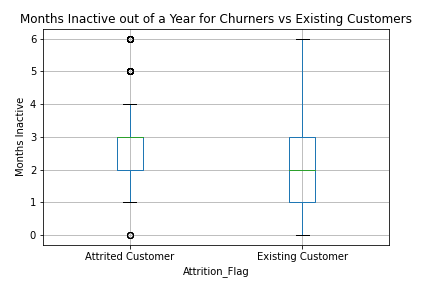 Months Inactive out of a Year for Churners vs Existing Customers
6
5
4
3
2
1
0
Months Inactive
Attrited Customer
Existing Customer
Attrition_Flag